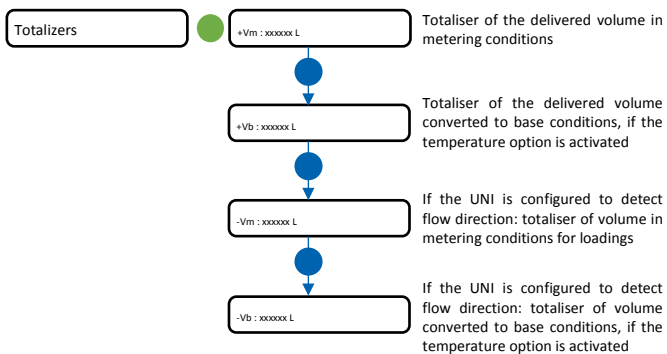 Totalizers
+Vm : xxxxxx L
Totaliser of the delivered volume in
metering conditions
+Vb : xxxxxx L
Totaliser of the delivered volume
converted to base conditions, if the
temperature option is activated
-Vm : xxxxxx L
If the UNI is configured to detect
flow direction: totaliser of volume in
metering conditions for loadings
-Vb : xxxxxx L
If the UNI is configured to detect
flow direction: totaliser of volume
converted to base conditions, if the
temperature option is activated